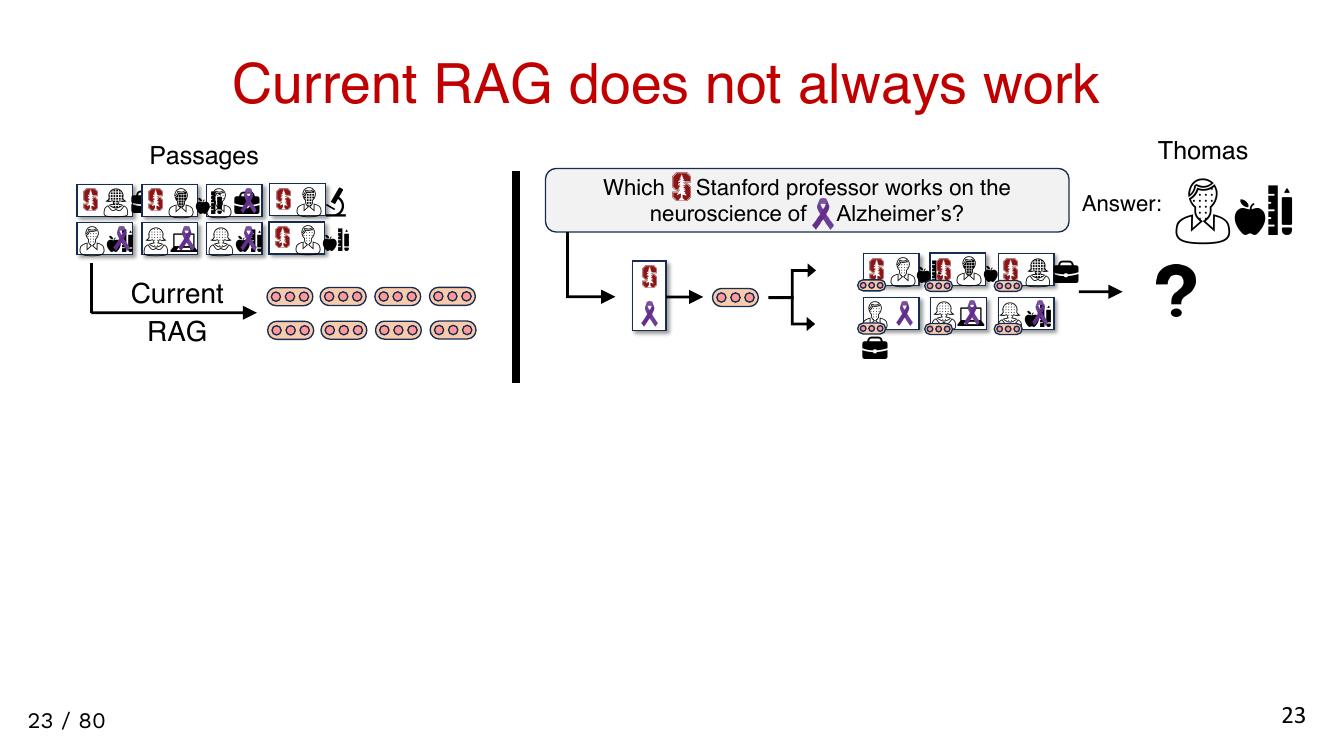 Current RAG does not always work
Passages
Current
RAG
Which S Stanford professor works on the
neuroscience of Alzheimer’s?
Answer:
Thomas
?
23 / 80
23